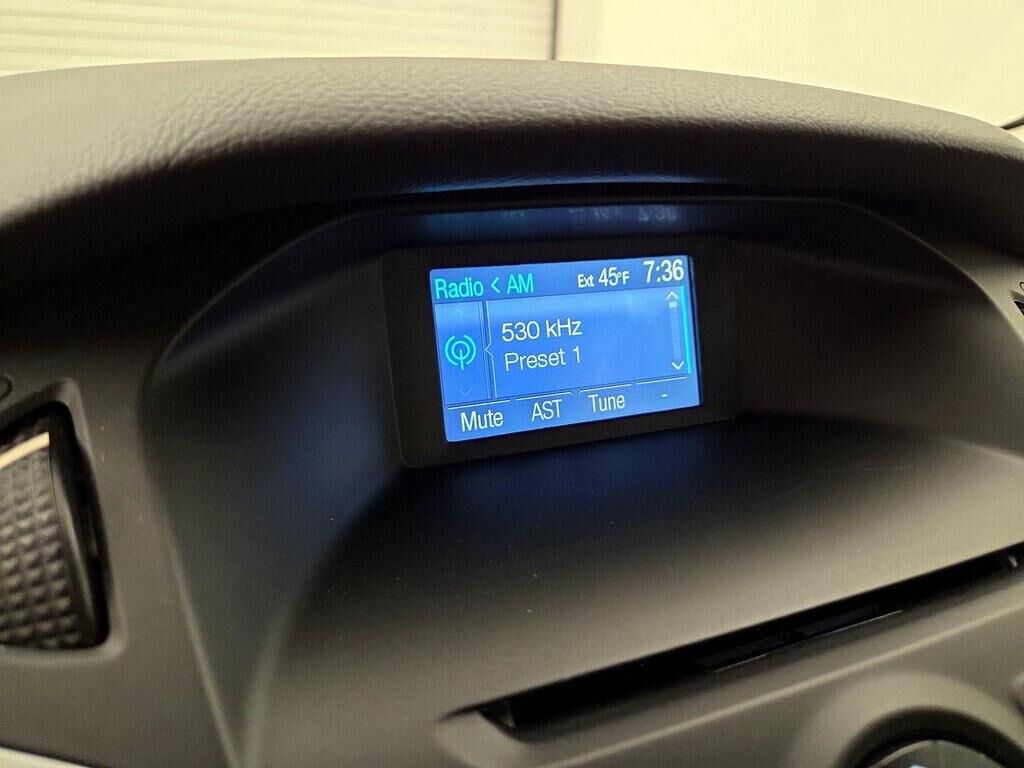 Radio < AM Ext 45°F 7:36
530 kHz
Preset 1
Mute AST Tune -